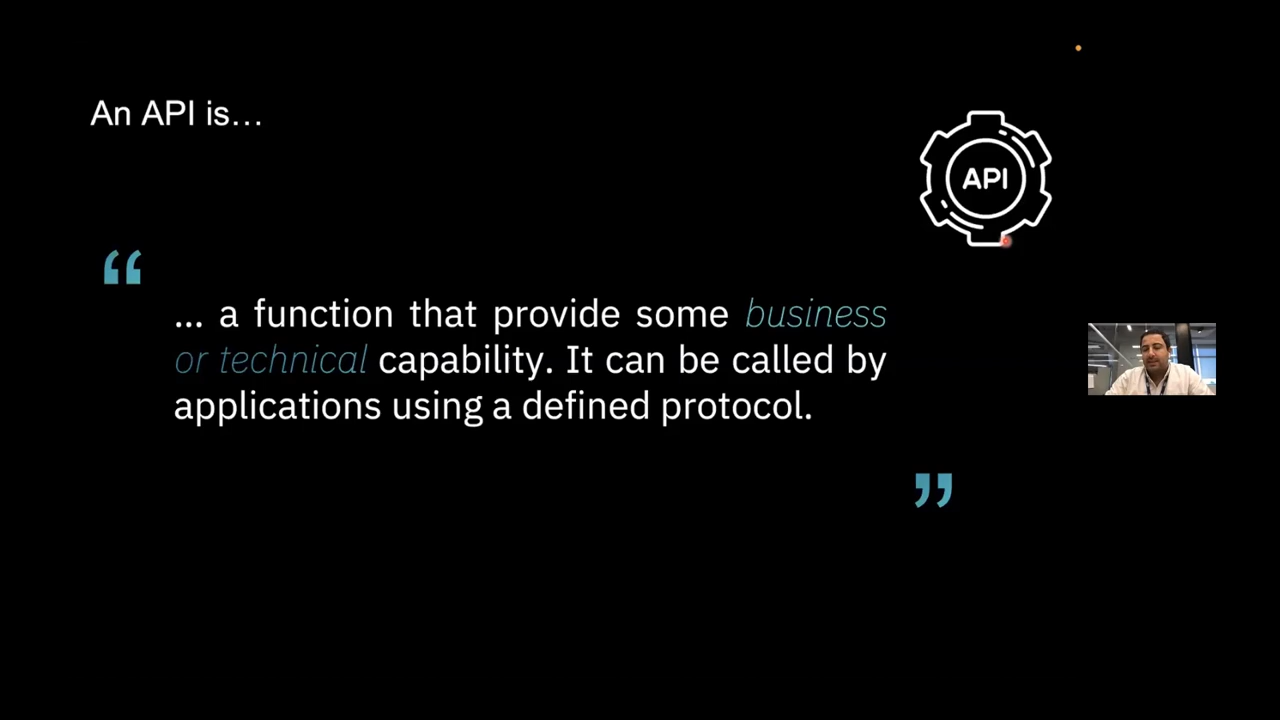 An API is…
API
“
... a function that provide some business
or technical capability. It can be called by
applications using a defined protocol.
”